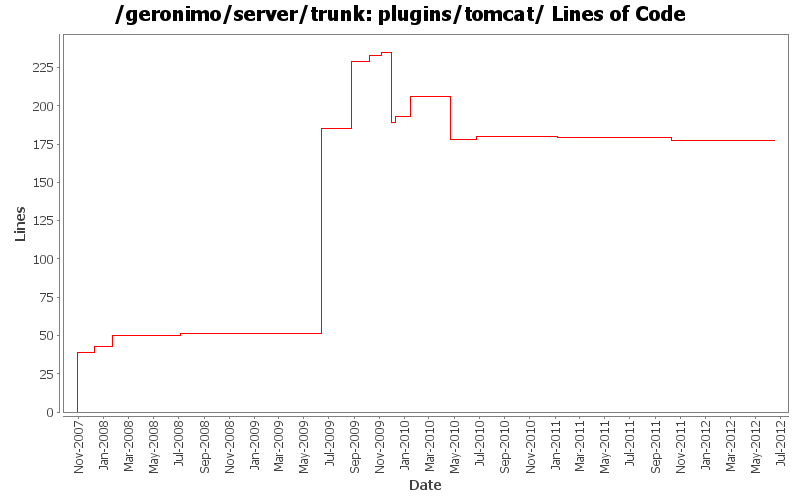 /geronimo/server/trunk: plugins/tomcat/ Lines of Code
Lines
225
200
175
150
125
100
75
50
25
0
Nov-2007
Jan-2008
Mar-2008
May-2008
Jul-2008
Sep-2008
Nov-2008
Jan-2009
Mar-2009
May-2009
Jul-2009
Sep-2009
Nov-2009
Jan-2010
Mar-2010
May-2010
Jul-2010
Sep-2010
Nov-2010
Jan-2011
Mar-2011
May-2011
Jul-2011
Sep-2011
Nov-2011
Jan-2012
Mar-2012
May-2012
Jul-2012
Date